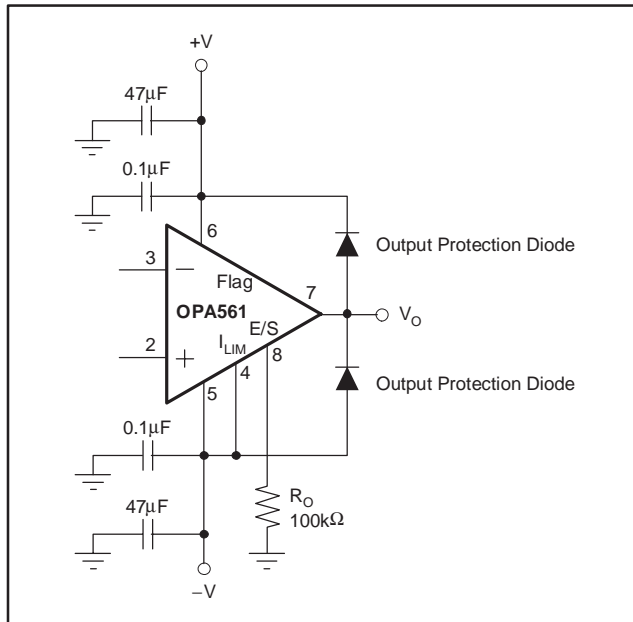 +V
47μF
0.1μF
6
Output Protection Diode
3
−
Flag
7
OPA561
VO
E/S
ILIM
8
2
+
4
Output Protection Diode
5
0.1μF
RO
100kΩ
47μF
−V